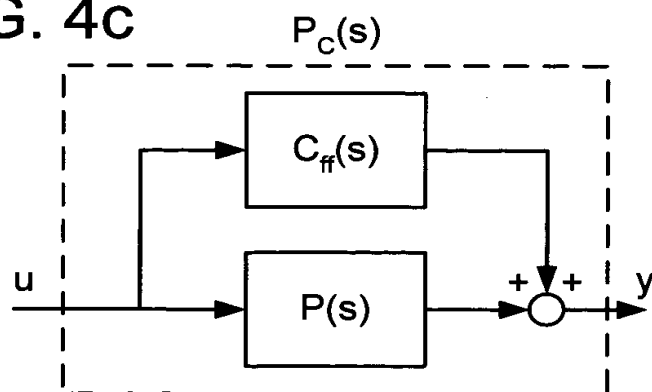 G. 4c
P_C(s)
C_ff(s)
+ +
u
P(s)
y